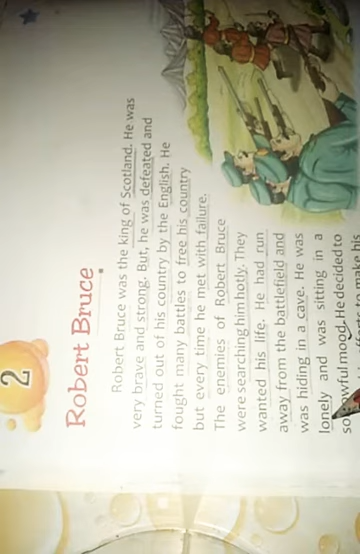 2
Robert Bruce
Robert Bruce was the king of Scotland. He was
very brave and strong. But, he was defeated and
turned out of his country by the English. He
fought many battles to free his country
but every time he met with failure.
The enemies of Robert Bruce
were searching him hotly. They
wanted his life. He had run
away from the battlefield and
was hiding in a cave. He was
lonely and was sitting in a
mood. He decided to
make his